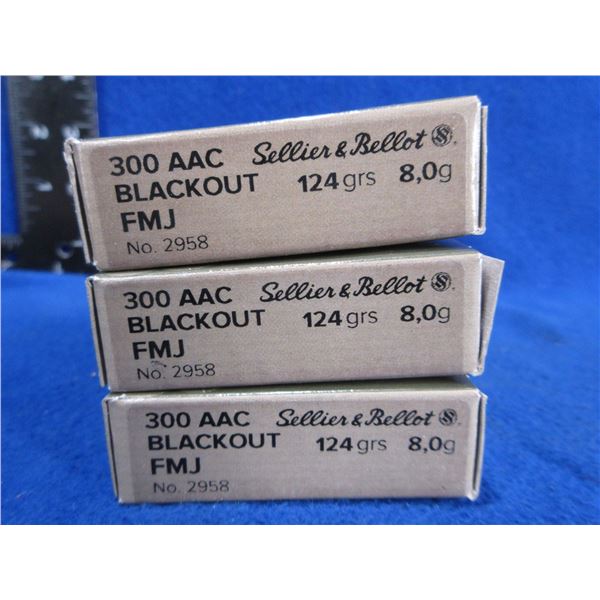 300 AAC Sellier & Bellot
BLACKOUT 124 grs 8,0g
FMJ
No. 2958
300 AAC Sellier & Bellot
BLACKOUT 124 grs 8,0g
FMJ
No. 2958
300 AAC Sellier & Bellot
BLACKOUT 124 grs 8,0g
FMJ
No. 2958